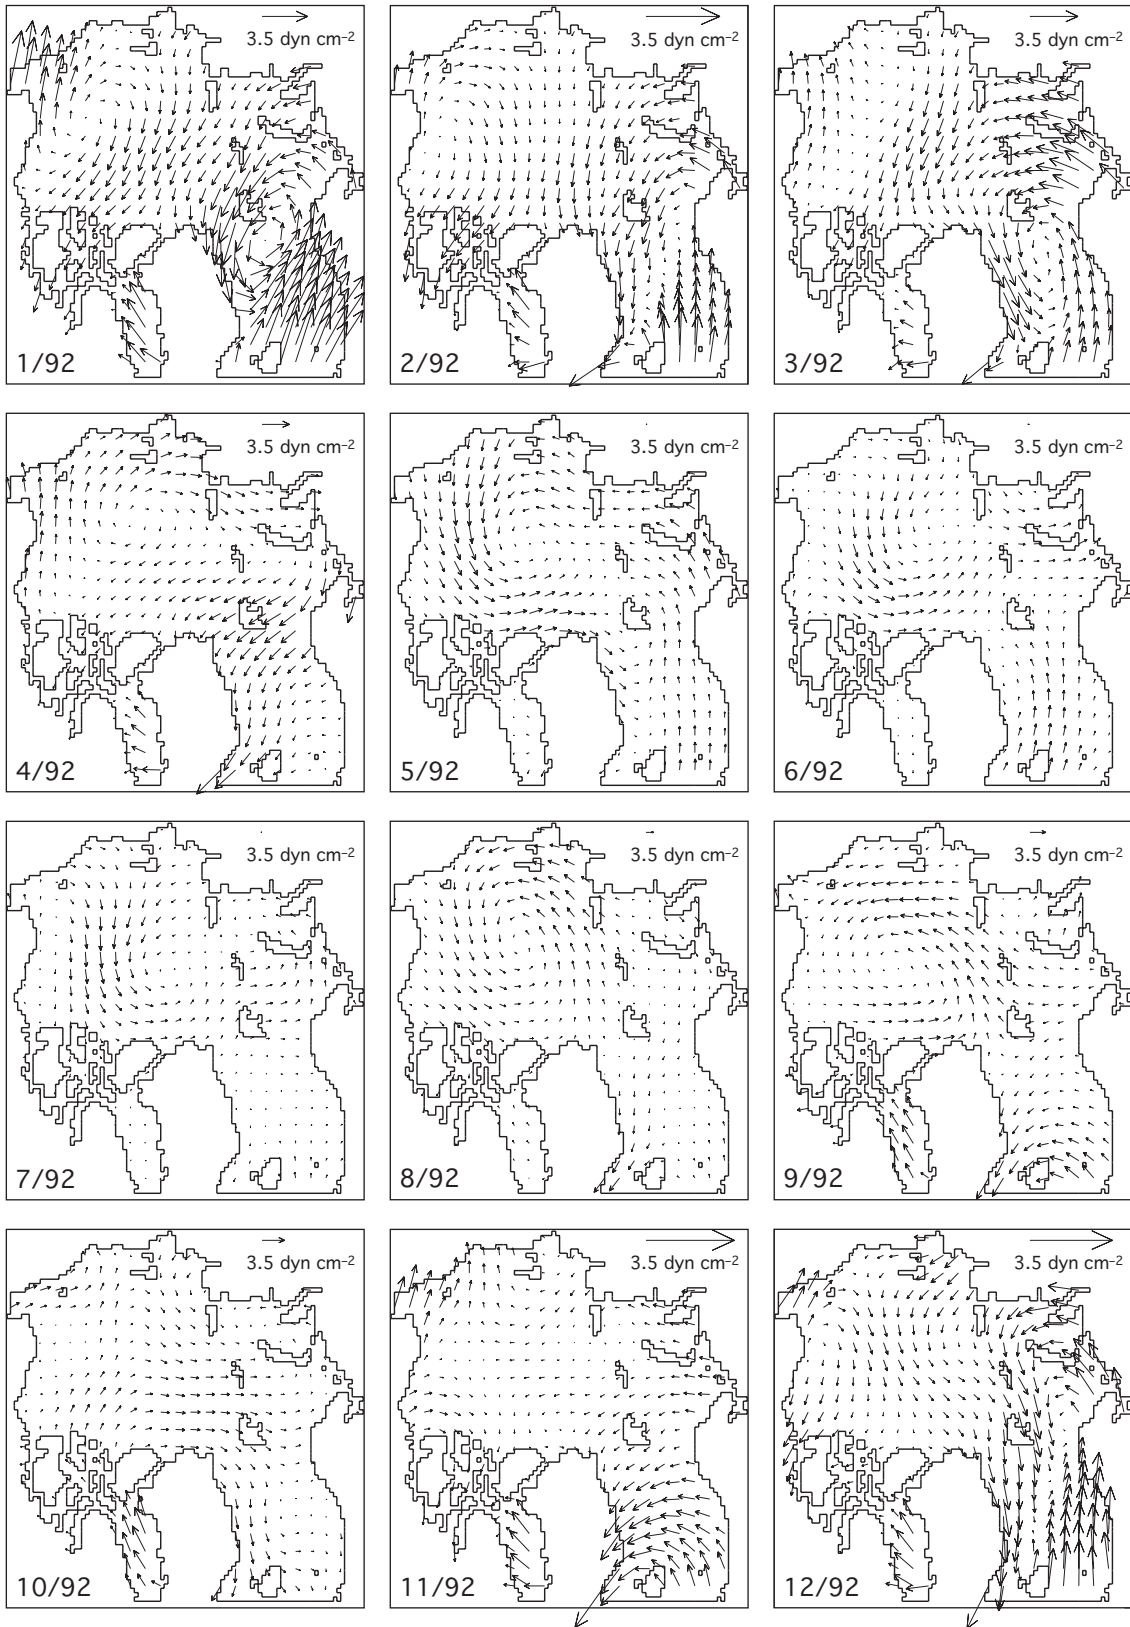 3.5 dyn cm⁻²
1/92
3.5 dyn cm⁻²
2/92
3.5 dyn cm⁻²
3/92
3.5 dyn cm⁻²
4/92
3.5 dyn cm⁻²
5/92
3.5 dyn cm⁻²
6/92
3.5 dyn cm⁻²
7/92
3.5 dyn cm⁻²
8/92
3.5 dyn cm⁻²
9/92
3.5 dyn cm⁻²
10/92
3.5 dyn cm⁻²
11/92
3.5 dyn cm⁻²
12/92